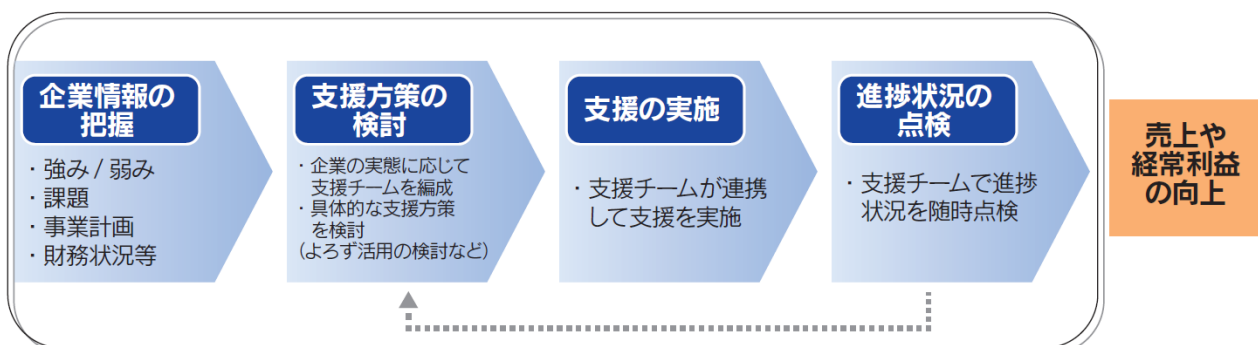 企業情報の
把握
・強み / 弱み
・課題
・事業計画
・財務状況等
支援方策の
検討
・企業の実態に応じて
支援チームを編成
・具体的な支援方策
を検討
(よろず活用の検討など)
支援の実施
・支援チームが連携
して支援を実施
進捗状況の
点検
・支援チームで進捗
状況を随時点検
売上や
経常利益
の向上